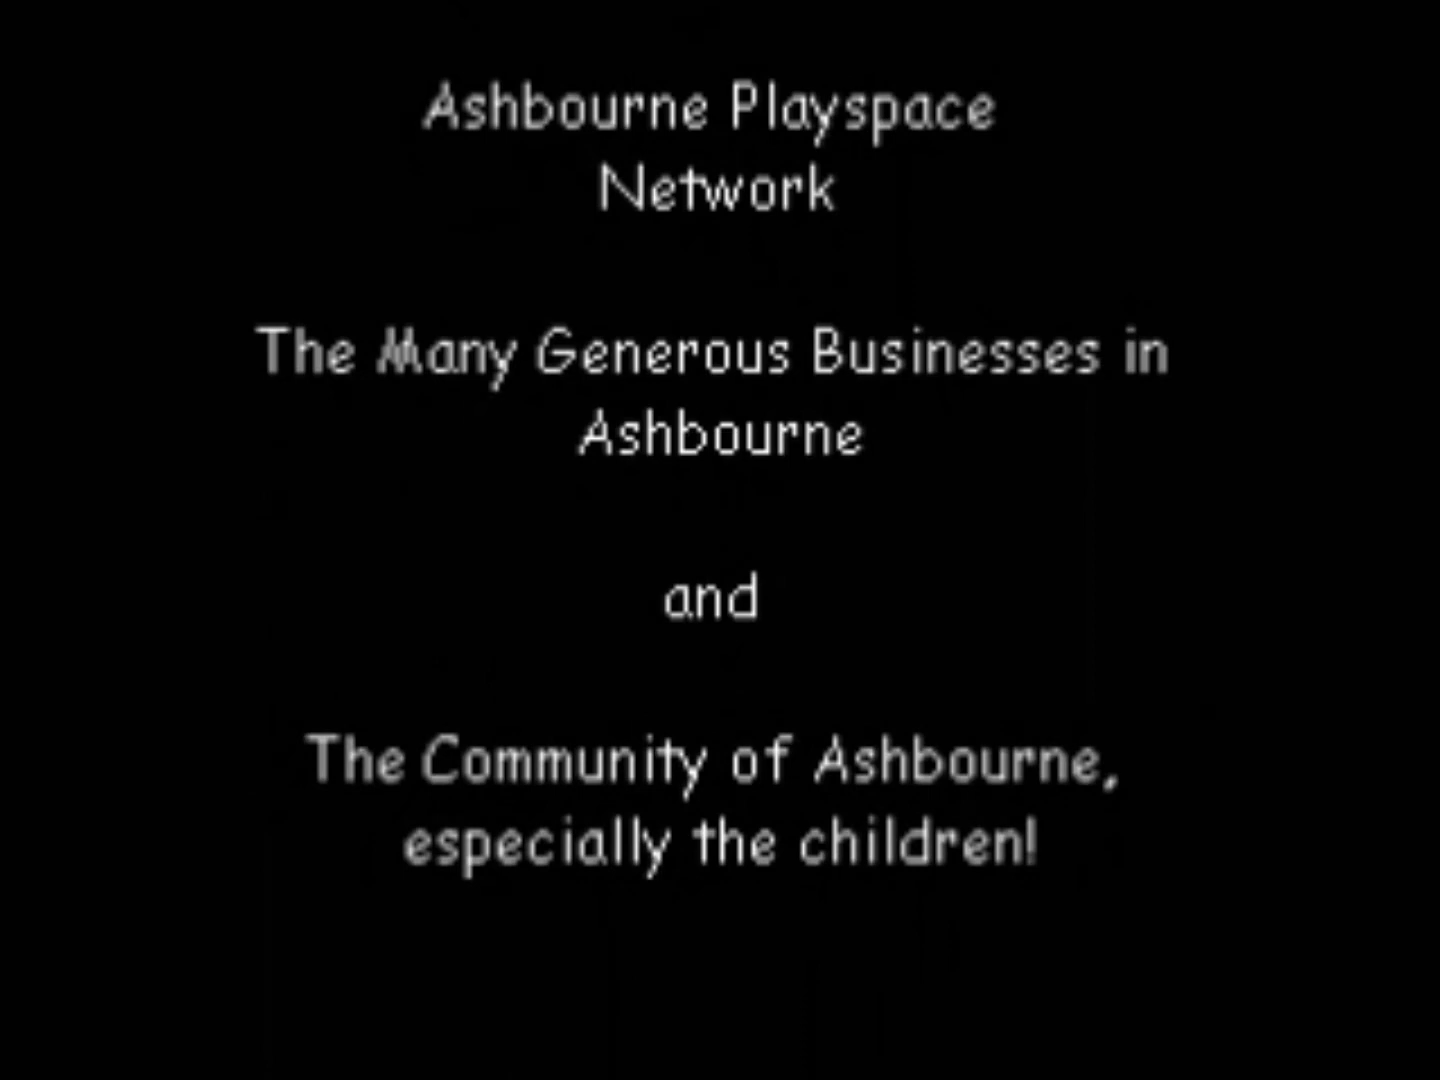 Ashbourne Playspace
Network
The Many Generous Businesses in
Ashbourne
and
The Community of Ashbourne,
especially the children!